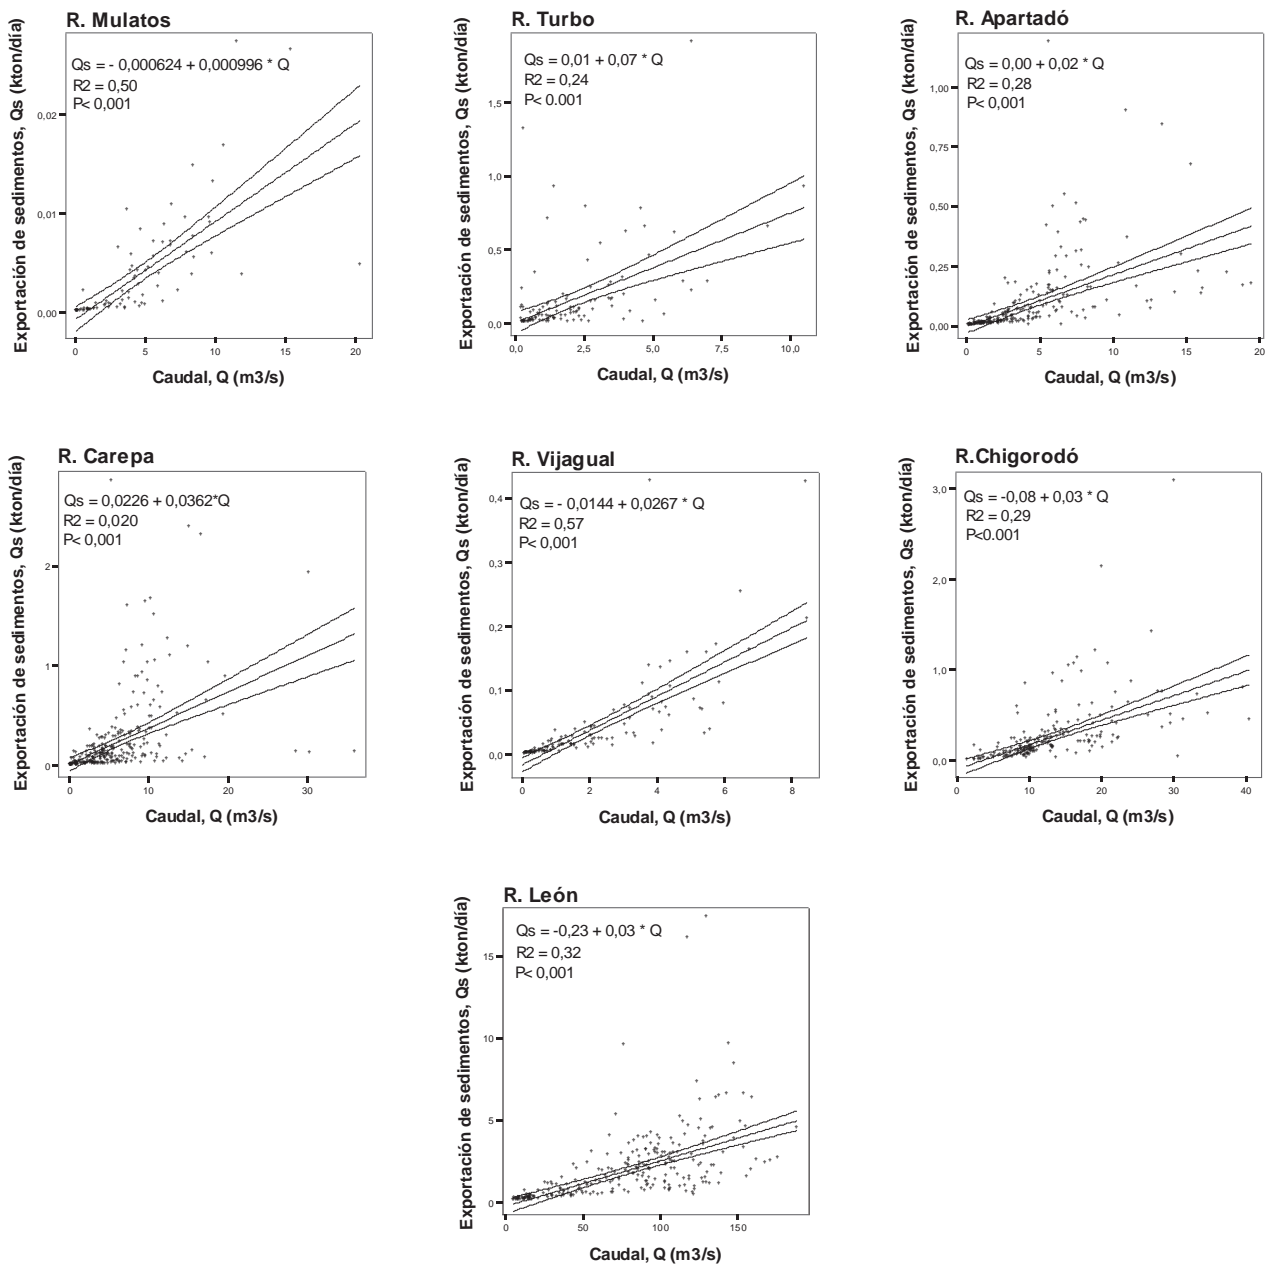 R. Mulatos
Qs = - 0,000624 + 0,000996 * Q
R2 = 0,50
P< 0,001
Exportación de sedimentos, Qs (kton/día)
0,02
0,01
0,00
0 5 10 15 20
Caudal, Q (m3/s)
R. Turbo
Qs = 0,01 + 0,07 * Q
R2 = 0,24
P< 0.001
Exportación de sedimentos, Qs (kton/día)
1,5
1,0
0,5
0,0
0,0 2,5 5,0 7,5 10,0
Caudal, Q (m3/s)
R. Apartadó
Qs = 0,00 + 0,02 * Q
R2 = 0,28
P< 0,001
Exportación de sedimentos, Qs (kton/día)
1,00
0,75
0,50
0,25
0,00
0 5 10 15 20
Caudal, Q (m3/s)
R. Carepa
Qs = 0,0226 + 0,0362*Q
R2 = 0,020
P< 0,001
Exportación de sedimentos, Qs (kton/día)
2
1
0
0 10 20 30
Caudal, Q (m3/s)
R. Vijagual
Qs = - 0,0144 + 0,0267 * Q
R2 = 0,57
P< 0,001
Exportación de sedimentos, Qs (kton/día)
0,4
0,3
0,2
0,1
0,0
0 2 4 6 8
Caudal, Q (m3/s)
R.Chigorodó
Qs = -0,08 + 0,03 * Q
R2 = 0,29
P<0.001
Exportación de sedimentos, Qs (kton/día)
3,0
2,0
1,0
0,0
0 10 20 30 40
Caudal, Q (m3/s)
R. León
Qs = -0,23 + 0,03 * Q
R2 = 0,32
P< 0,001
Exportación de sedimentos, Qs (kton/día)
15
10
5
0
0 50 100 150
Caudal, Q (m3/s)